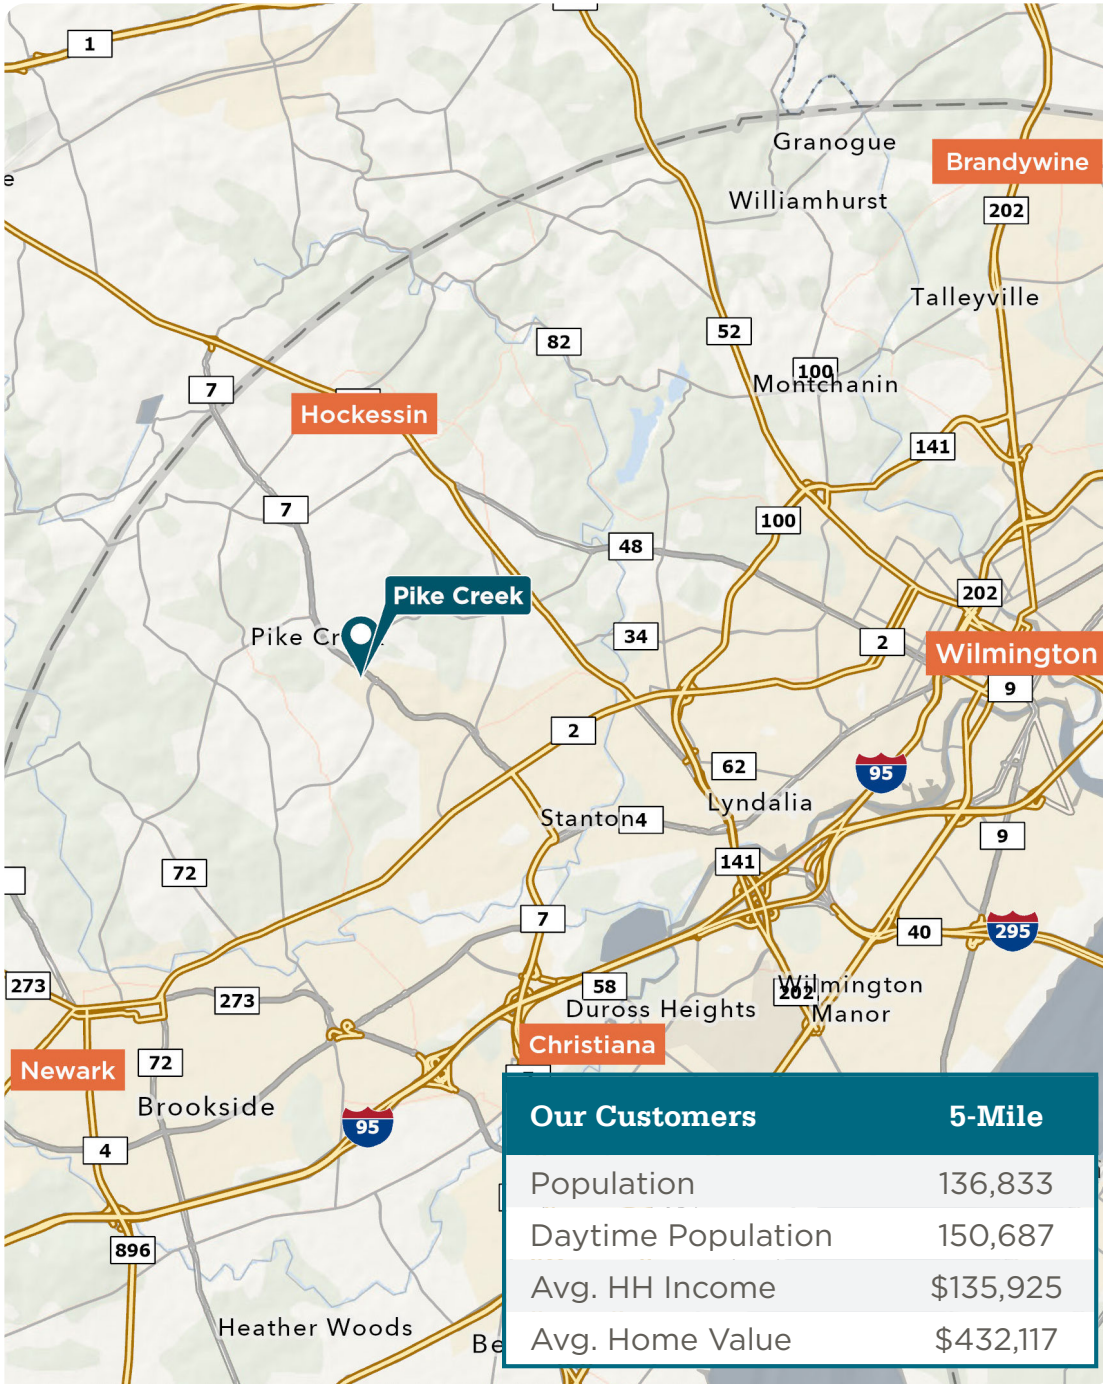 1
Granogue
Brandywine
e
Williamhurst
202
Talleyville
52
82
100
Montchanin
7
Hockessin
141
7
100
48
Pike Creek
202
Pike Cr
34
2
Wilmington
9
2
62
95
Lyndalia
Stanton
4
9
141
72
7
40
295
273
273
58
202
Wilmington
Manor
Duross Heights
Christiana
72
Newark
Brookside
95
4
896
Heather Woods
Be
Our Customers 5-Mile
Population 136,833
Daytime Population 150,687
Avg. HH Income $135,925
Avg. Home Value $432,117